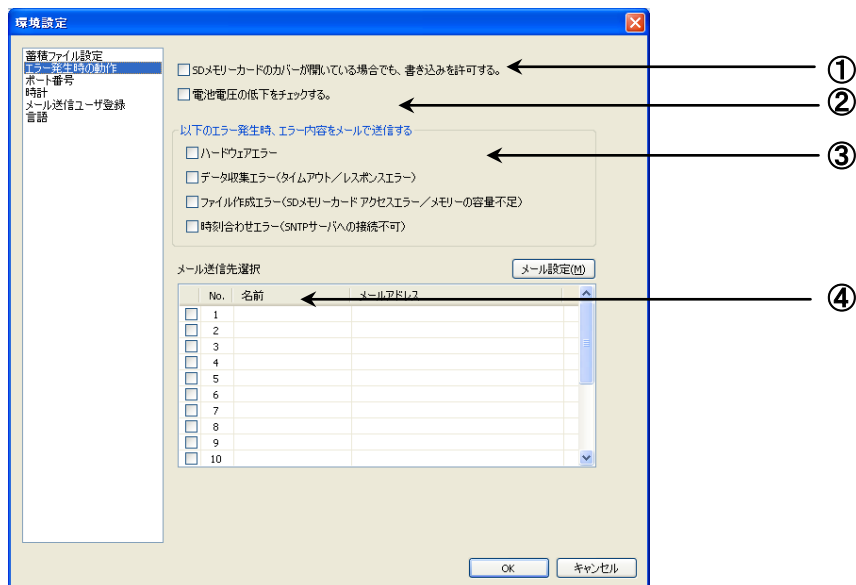 環境設定
蓄積ファイル設定
エラー発生時の動作
ポート番号
時計
メール送信ユーザ登録
言語
SDメモリーカードのカバーが開いている場合でも、書き込みを許可する。
①
電池電圧の低下をチェックする。
②
以下のエラー発生時、エラー内容をメールで送信する
ハードウェアエラー
③
データ収集エラー(タイムアウト/レスポンスエラー)
ファイル作成エラー(SDメモリーカード アクセスエラー/メモリーの容量不足)
時刻合わせエラー(SNTPサーバへの接続不可)
メール送信先選択
メール設定(M)
No. 名前 メールアドレス
④
1
2
3
4
5
6
7
8
9
10
OK キャンセル